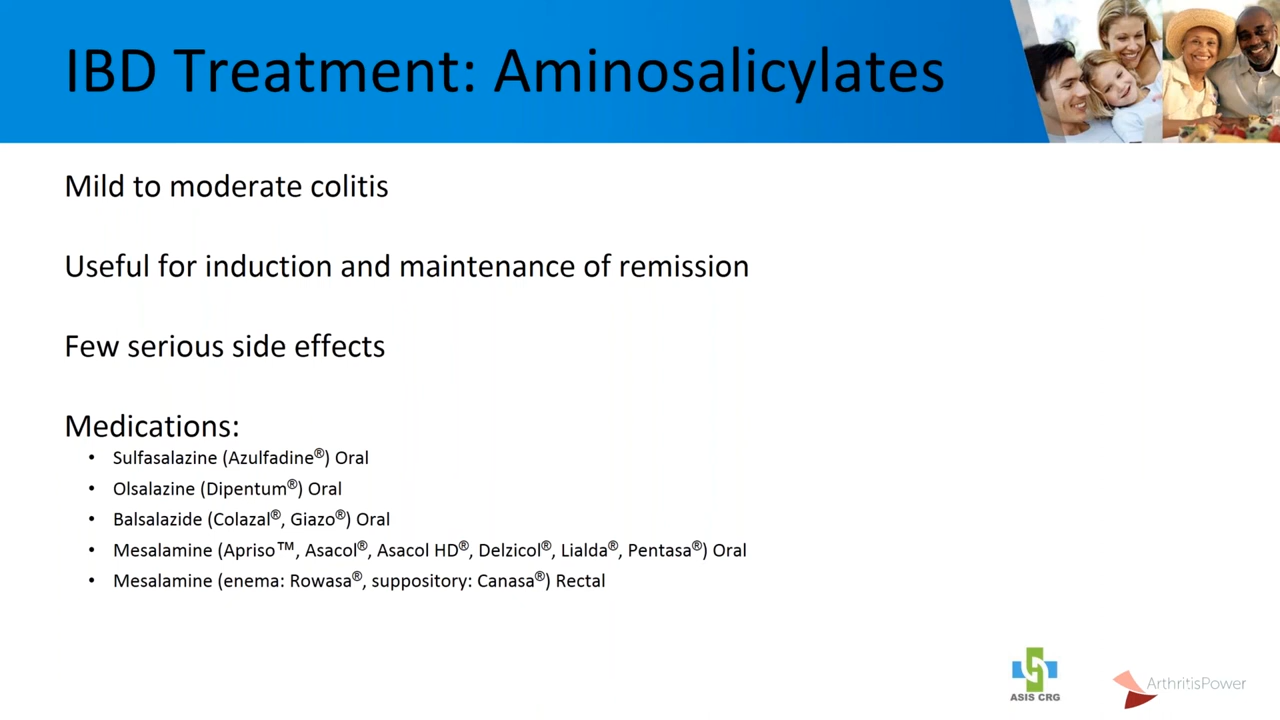 IBD Treatment: Aminosalicylates
Mild to moderate colitis
Useful for induction and maintenance of remission
Few serious side effects
Medications:
• Sulfasalazine (Azulfadine®) Oral
• Olsalazine (Dipentum®) Oral
• Balsalazide (Colazal®, Giazo®) Oral
• Mesalamine (Apriso™, Asacol®, Asacol HD®, Delzicol®, Lialda®, Pentasa®) Oral
• Mesalamine (enema: Rowasa®, suppository: Canasa®) Rectal
ASIS CRG
ArthritisPower